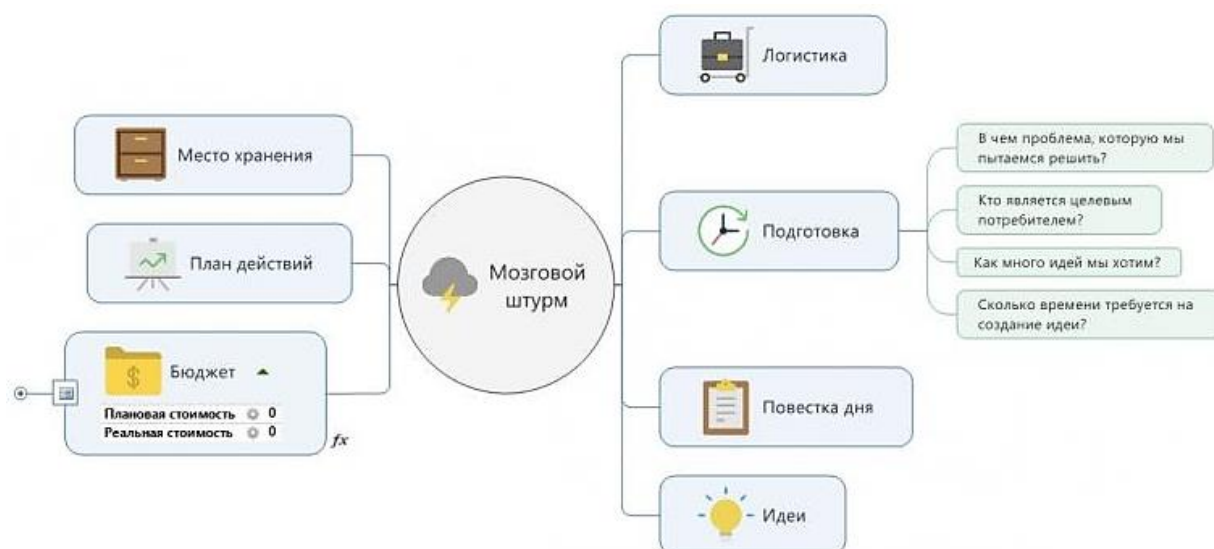 Логистика
Место хранения
В чем проблема, которую мы
пытаемся решить?
Кто является целевым
потребителем?
Подготовка
Как много идей мы хотим?
Сколько времени требуется на
создание идеи?
План действий
Мозговой
штурм
Бюджет
Плановая стоимость 0
Реальная стоимость 0
fx
Повестка дня
Идеи